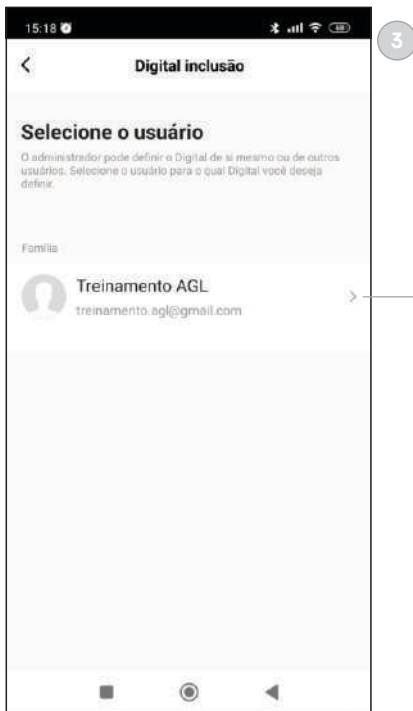 15:18
3
Digital inclusão
Selecione o usuário
O administrador pode definir o Digital de si mesmo ou de outros
usuários. Selecione o usuário para o qual Digital você deseja
definir.
Família
Treinamento AGL
treinamento.agl@gmail.com